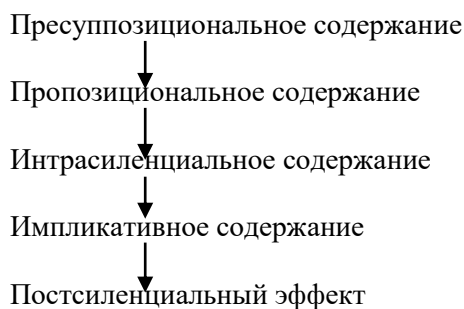 Пресуппозициональное содержание
Пропозициональное содержание
Интрасиленциальное содержание
Импликативное содержание
Постсиленциальный эффект